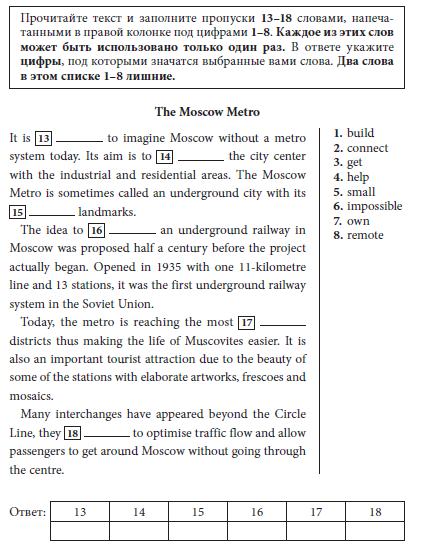 Прочитайте текст и заполните пропуски 13–18 словами, напеча-
танными в правой колонке под цифрами 1–8. Каждое из этих слов
может быть использовано только один раз. В ответе укажите
цифры, под которыми значатся выбранные вами слова. Два слова
в этом списке 1–8 лишние.
The Moscow Metro
It is 13 ________ to imagine Moscow without a metro
system today. Its aim is to 14 ________ the city center
with the industrial and residential areas. The Moscow
Metro is sometimes called an underground city with its
15 ________ landmarks.
The idea to 16 ________ an underground railway in
Moscow was proposed half a century before the project
actually began. Opened in 1935 with one 11-kilometre
line and 13 stations, it was the first underground railway
system in the Soviet Union.
Today, the metro is reaching the most 17 ________
districts thus making the life of Muscovites easier. It is
also an important tourist attraction due to the beauty of
some of the stations with elaborate artworks, frescoes and
mosaics.
Many interchanges have appeared beyond the Circle
Line, they 18 ________ to optimise traffic flow and allow
passengers to get around Moscow without going through
the centre.
1. build
2. connect
3. get
4. help
5. small
6. impossible
7. own
8. remote
Ответ: 13 14 15 16 17 18